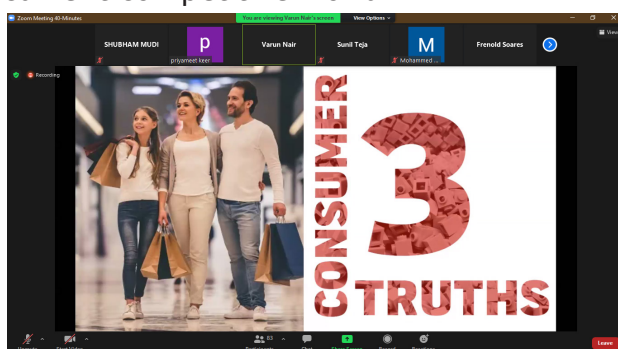 Zoom Meeting 40-Minutes
You are viewing Varun Nair's screen
View Options
View
SHUBHAM MUDI
p
priyameet keer
Varun Nair
Sunil Teja
M
Mohammed ...
Frenold Soares
Recording
CONSUMER
3
TRUTHS
83
Leave